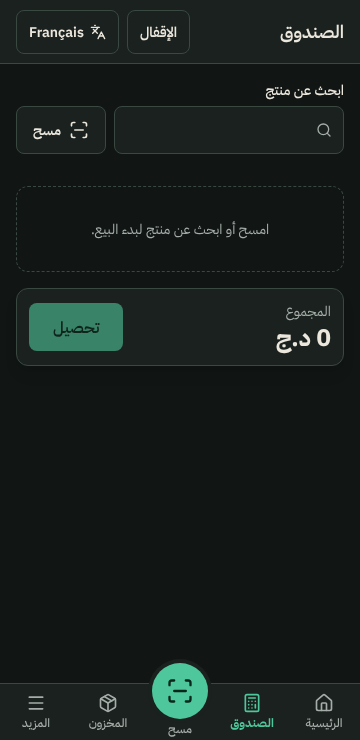 الصندوق
الإقفال
Français
ابحث عن منتج
مسح
امسح أو ابحث عن منتج لبدء البيع.
المجموع
0 د.ج
تحصيل
الرئيسية
الصندوق
مسح
المخزون
المزيد